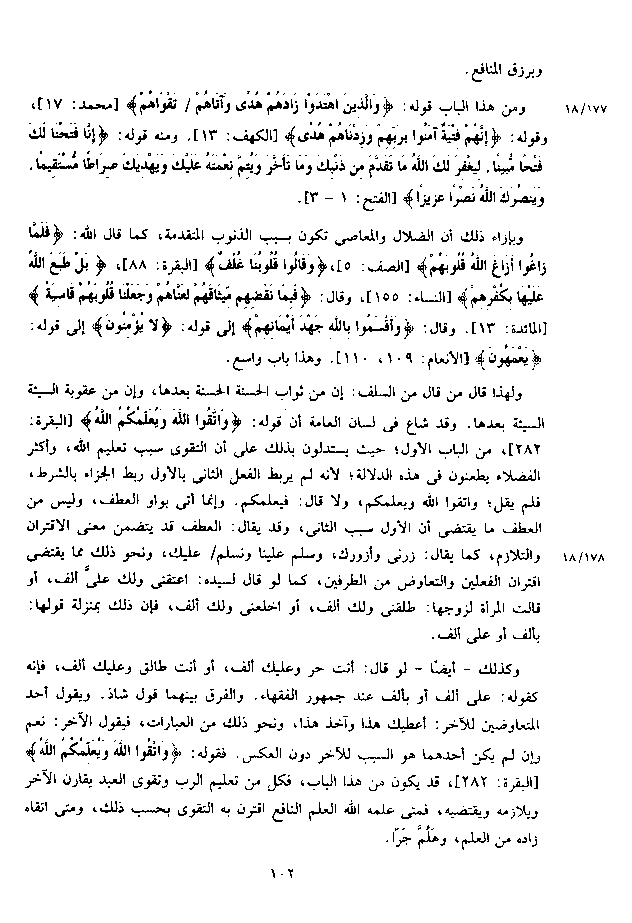 ويرزق المنافع .
١٨/١٧٧ ومن هذا الباب قوله: ﴿ وَالَّذِينَ اهْتَدَوْا زَادَهُمْ هُدًى وَآتَاهُمْ / تَقْوَاهُمْ ﴾ [محمد: ١٧]،
وقوله: ﴿ إِنَّهُمْ فِتْيَةٌ آمَنُوا بِرَبِّهِمْ وَزِدْنَاهُمْ هُدًى ﴾ [الكهف: ١٣]. ومنه قوله: ﴿ إِنَّا فَتَحْنَا لَكَ
فَتْحًا مُّبِينًا. لِيَغْفِرَ لَكَ اللَّهُ مَا تَقَدَّمَ مِن ذَنْبِكَ وَمَا تَأَخَّرَ وَيُتِمَّ نِعْمَتَهُ عَلَيْكَ وَيَهْدِيَكَ صِرَاطًا مُّسْتَقِيمًا.
وَيَنصُرَكَ اللَّهُ نَصْرًا عَزِيزًا ﴾ [الفتح: ١ - ٣].
وبإزاء ذلك أن الضلال والمعاصي تكون بسبب الذنوب المتقدمة، كما قال الله: ﴿ فَلَمَّا
زَاغُوا أَزَاغَ اللَّهُ قُلُوبَهُمْ ﴾ [الصف: ٥]، ﴿ وَقَالُوا قُلُوبُنَا غُلْفٌ ﴾ [البقرة: ٨٨]، ﴿ بَلْ طَبَعَ اللَّهُ
عَلَيْهَا بِكُفْرِهِمْ ﴾ [النساء: ١٥٥]، وقال: ﴿ فَبِمَا نَقْضِهِم مِّيثَاقَهُمْ لَعَنَّاهُمْ وَجَعَلْنَا قُلُوبَهُمْ قَاسِيَةً ﴾
[المائدة: ١٣]. وقال: ﴿ وَأَقْسَمُوا بِاللَّهِ جَهْدَ أَيْمَانِهِمْ ﴾ إلى قوله: ﴿ لا يُؤْمِنُونَ ﴾ إلى قوله:
﴿ يَعْمَهُونَ ﴾ [الأنعام: ١٠٩، ١١٠]. وهذا باب واسع.
ولهذا قال من قال من السلف: إن من ثواب الحسنة الحسنة بعدها، وإن من عقوبة السيئة
السيئة بعدها. وقد شاع فى لسان العامة أن قوله: ﴿ وَاتَّقُوا اللَّهَ وَيُعَلِّمُكُمُ اللَّهُ ﴾ [البقرة:
٢٨٢]، من الباب الأول؛ حيث يستدلون بذلك على أن التقوى سبب تعليم الله، وأكثر
الفضلاء يطعنون فى هذه الدلالة؛ لأنه لم يربط الفعل الثانى بالأول ربط الجزاء بالشرط،
فلم يقل؛ واتقوا الله ويعلمكم، ولا قال: فيعلمكم. وإنما أتى بواو العطف، وليس من
العطف ما يقتضى أن الأول سبب الثانى، وقد يقال: العطف قد يتضمن معنى الاقتران
١٨/١٧٨ والتلازم، كما يقال: زرنى وأزورك، وسلم علينا ونسلم/ عليك، ونحو ذلك مما يقتضى
اقتران الفعلين والتعاوض من الطرفين، كما لو قال لسيده: اعتقنى ولك علىَّ ألف، أو
قالت المرأة لزوجها: طلقنى ولك ألف، أو اخلعنى ولك ألف، فإن ذلك بمنزلة قولها:
بألف أو على ألف.
وكذلك - أيضًا - لو قال: أنت حر وعليك ألف، أو أنت طالق وعليك ألف، فإنه
كقوله: على ألف أو بألف عند جمهور الفقهاء. والفرق بينهما قول شاذ. ويقول أحد
المتعاوضين للآخر: أعطيك هذا وآخذ هذا، ونحو ذلك من العبارات، فيقول الآخر: نعم
وإن لم يكن أحدهما هو السبب للآخر دون العكس. فقوله: ﴿ وَاتَّقُوا اللَّهَ وَيُعَلِّمُكُمُ اللَّهُ ﴾
[البقرة: ٢٨٢]، قد يكون من هذا الباب، فكل من تعليم الرب وتقوى العبد يقارن الآخر
ويلازمه ويقتضيه، فمتى علمه الله العلم النافع اقترن به التقوى بحسب ذلك، ومتى اتقاه
زاده من العلم، وهَلُمَّ جَرّا.
١٠٢